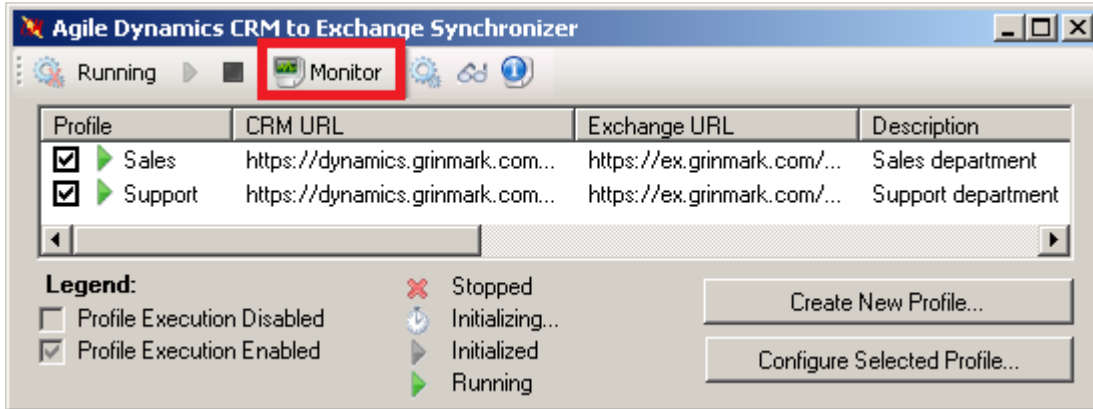 Agile Dynamics CRM to Exchange Synchronizer
Running Monitor
Profile CRM URL Exchange URL Description
Sales https://dynamics.grinmark.com... https://ex.grinmark.com/... Sales department
Support https://dynamics.grinmark.com... https://ex.grinmark.com/... Support department
Legend:
Profile Execution Disabled
Profile Execution Enabled
Stopped
Initializing...
Initialized
Running
Create New Profile...
Configure Selected Profile...